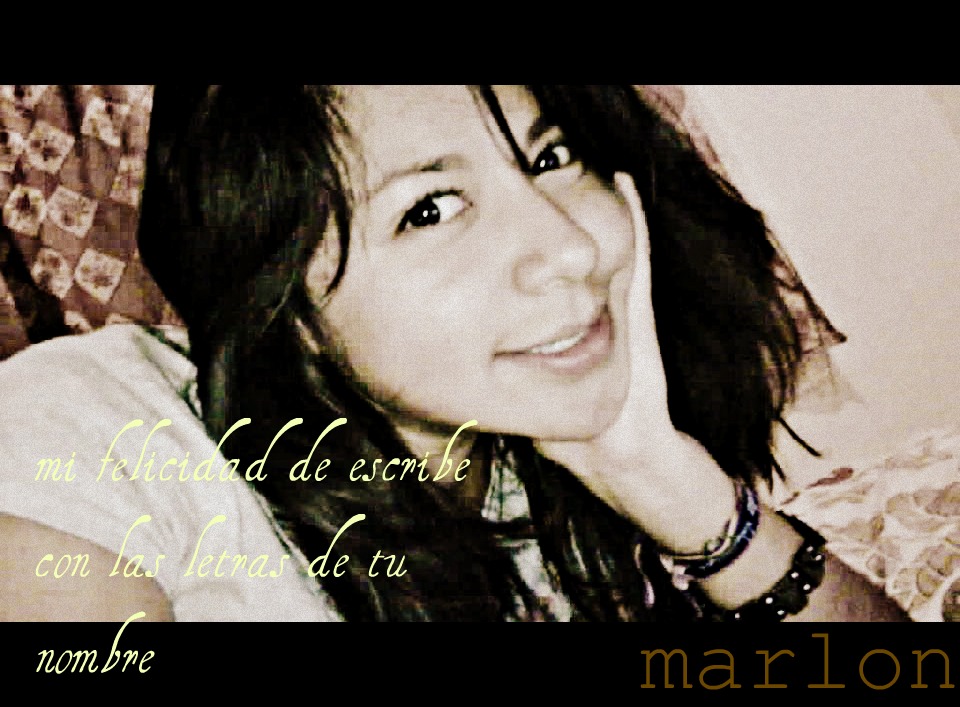 mi felicidad de escribe
con las letras de tu
nombre
marlon